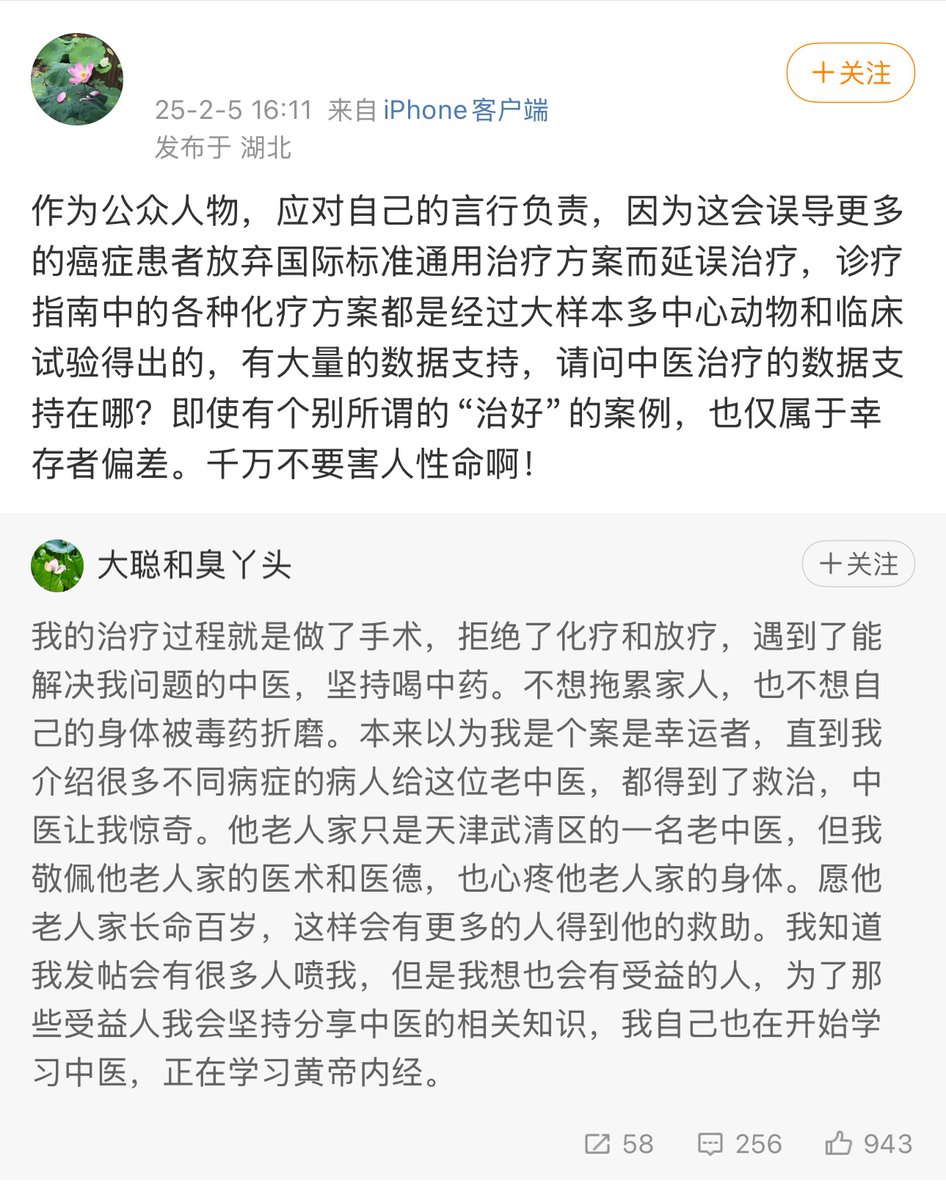 +关注
25-2-5 16:11 来自 iPhone客户端
发布于 湖北
作为公众人物，应对自己的言行负责，因为这会误导更多
的癌症患者放弃国际标准通用治疗方案而延误治疗，诊疗
指南中的各种化疗方案都是经过大样本多中心动物和临床
试验得出的，有大量的数据支持，请问中医治疗的数据支
持在哪？即使有个别所谓的“治好”的案例，也仅属于幸
存者偏差。千万不要害人性命啊！
大聪和臭丫头
+关注
我的治疗过程就是做了手术，拒绝了化疗和放疗，遇到了能
解决我问题的中医，坚持喝中药。不想拖累家人，也不想自
己的身体被毒药折磨。本来以为我是个案是幸运者，直到我
介绍很多不同病症的病人给这位老中医，都得到了救治，中
医让我惊奇。他老人家只是天津武清区的一名老中医，但我
敬佩他老人家的医术和医德，也心疼他老人家的身体。愿他
老人家长命百岁，这样会有更多的人得到他的救助。我知道
我发帖会有很多人喷我，但是我想也会有受益的人，为了那
些受益人我会坚持分享中医的相关知识，我自己也在开始学
习中医，正在学习黄帝内经。
58 256 943